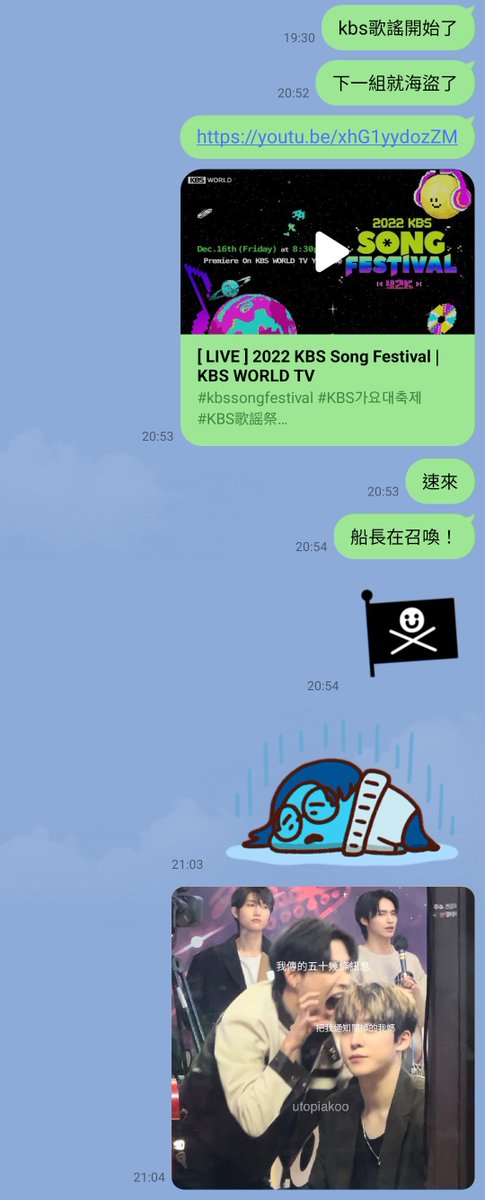 kbs歌謠開始了
19:30
下一組就海盜了
20:52
https://youtu.be/xhG1yydozZM
KBS WORLD
2022 KBS
SONG
FESTIVAL
Y2K
Dec.16th(Friday) at 8:30p
Premiere On KBS WORLD TV Y
[ LIVE ] 2022 KBS Song Festival |
KBS WORLD TV
#kbssongfestival #KBS가요대축제
#KBS歌謡祭...
20:53
速來
20:53
船長在召喚！
20:54
20:54
21:03
我傳的五十幾條訊息
把我通知關掉的我媽
utopiakoo
21:04